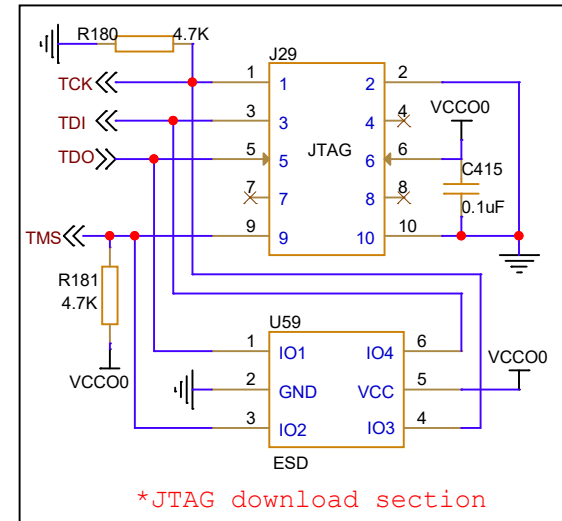 R180 4.7K
J29
TCK 1 1 2 2
TDI 3 3 4 4 VCCO0
TDO 5 5 JTAG 6 6
C415
7 7 8 8
0.1uF
TMS 9 9 10 10
R181
4.7K
U59
1 IO1 IO4 6
VCCO0 VCCO0
2 GND VCC 5
3 IO2 IO3 4
ESD
*JTAG download section